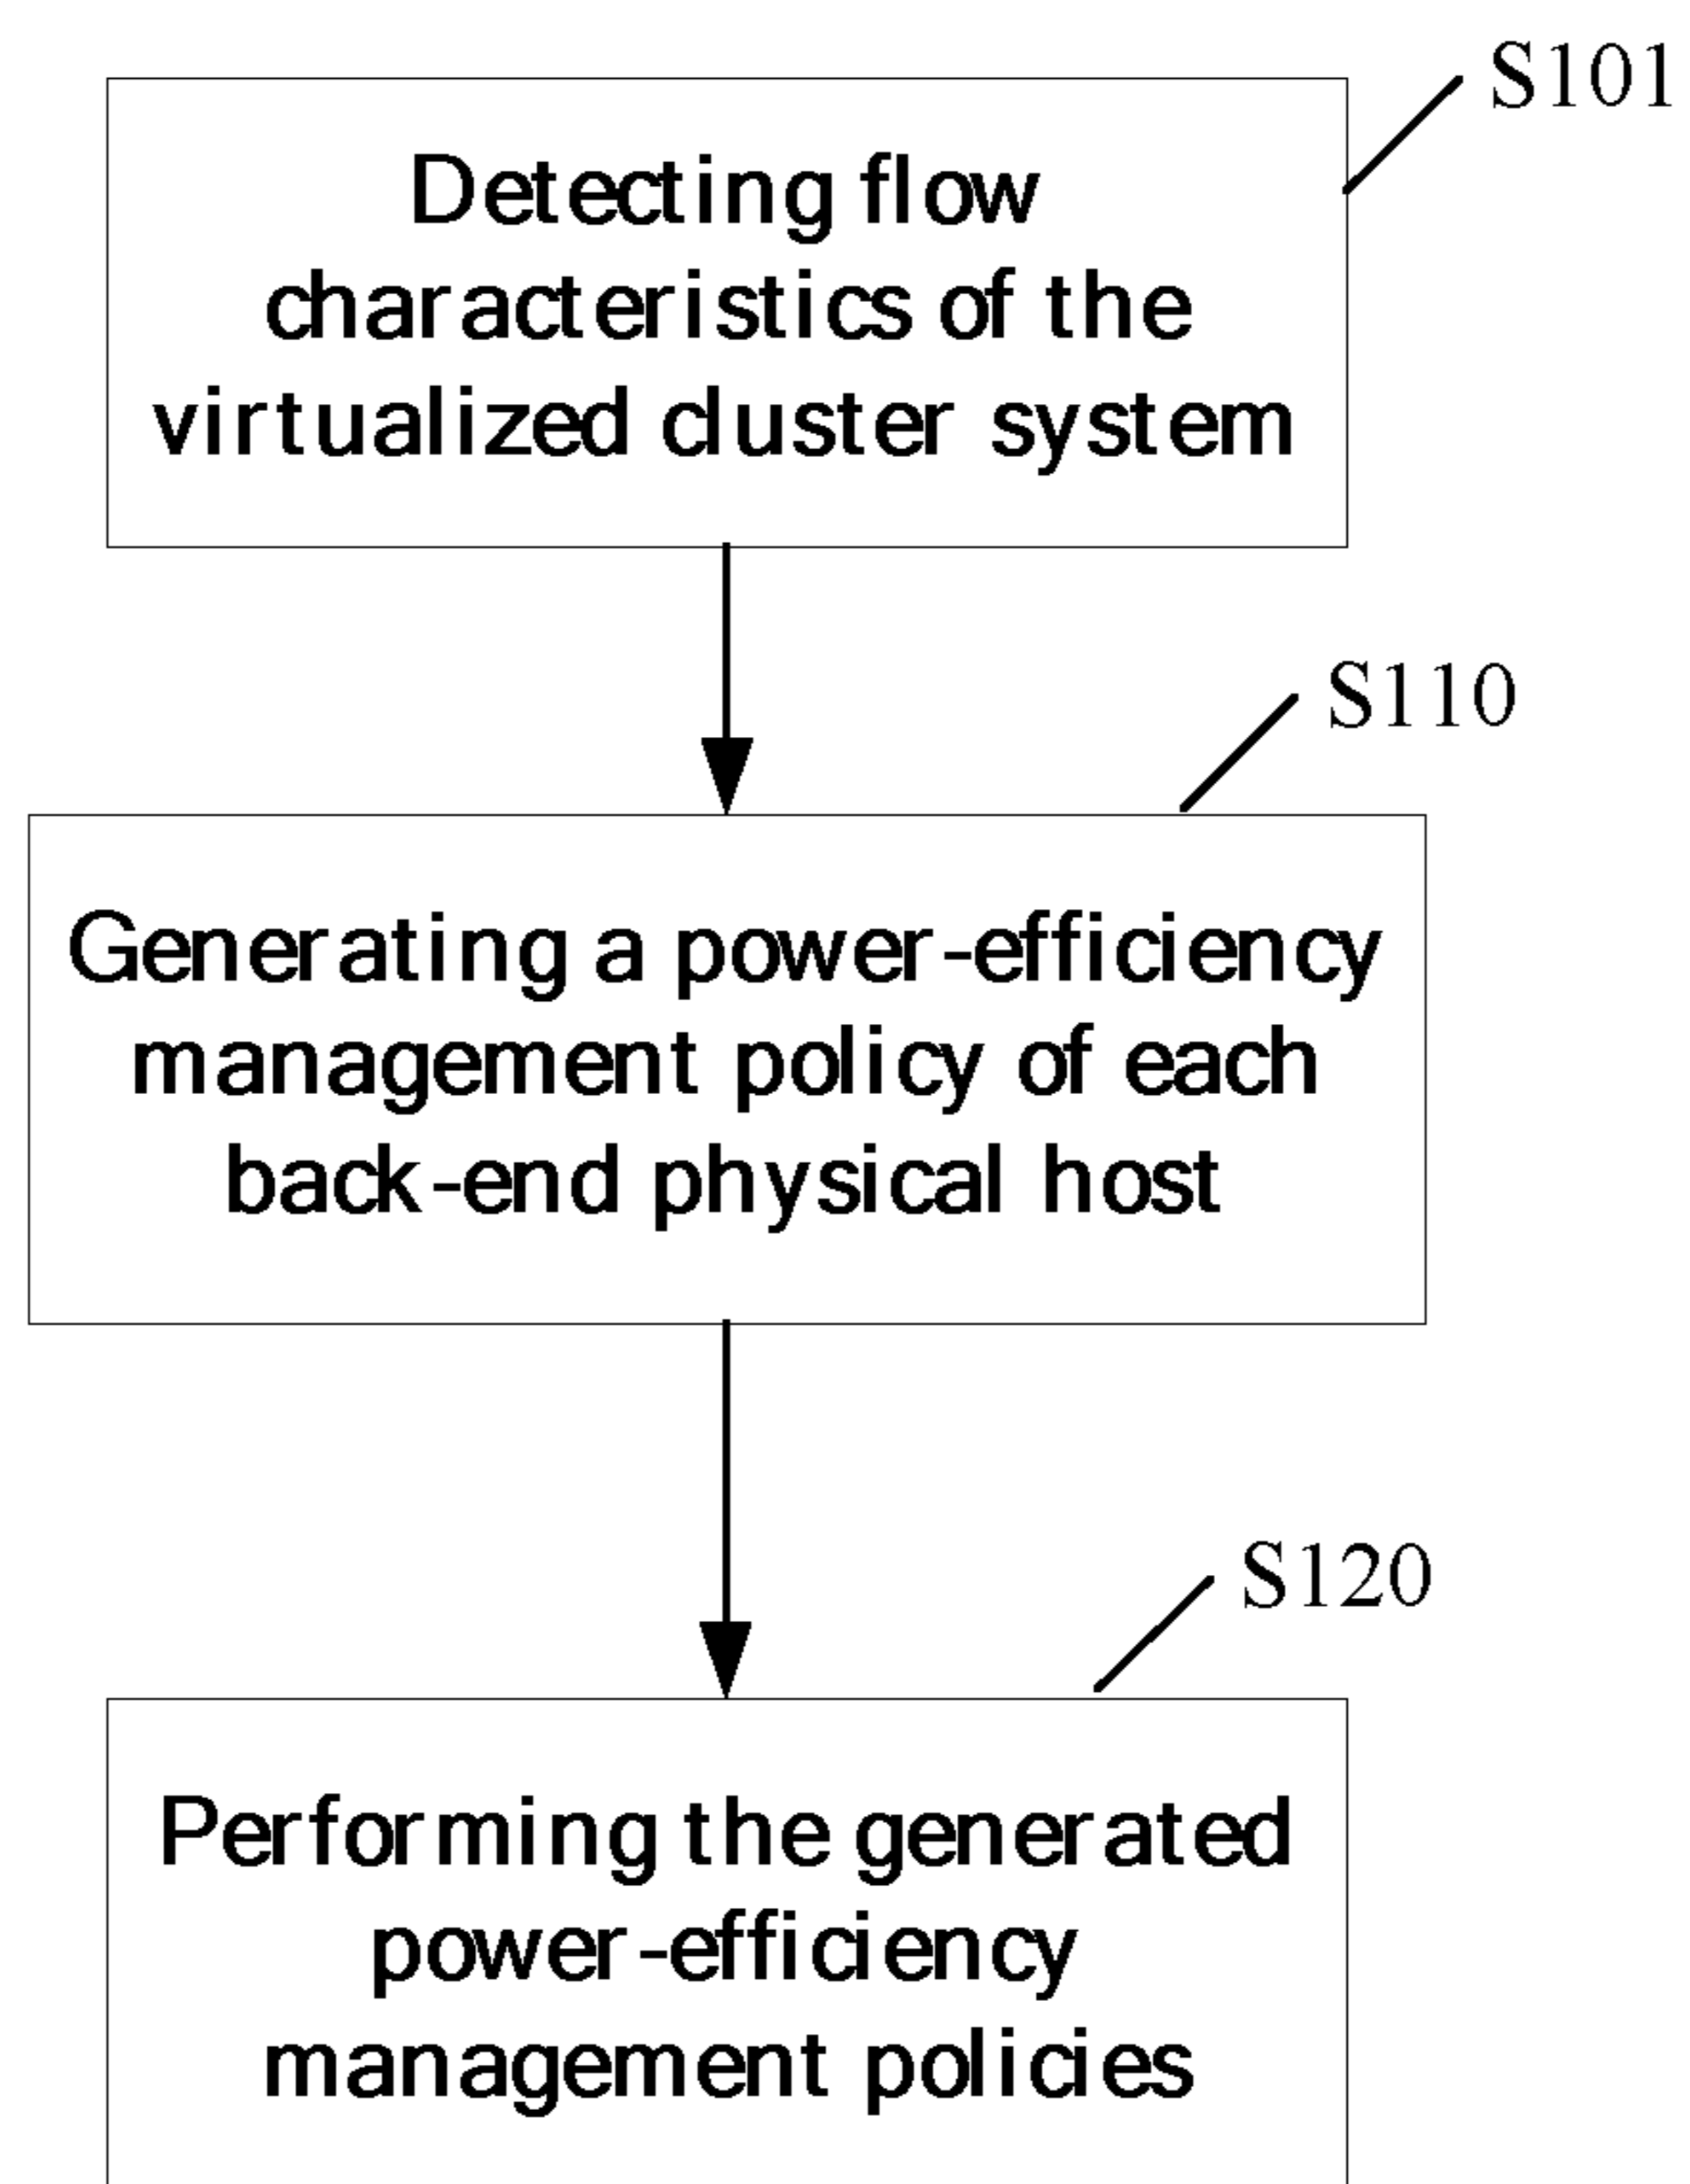 S101
Detecting flow
characteristics of the
virtualized cluster system
S110
Generating a power-efficiency
management policy of each
back-end physical host
S120
Performing the generated
power-efficiency
management policies